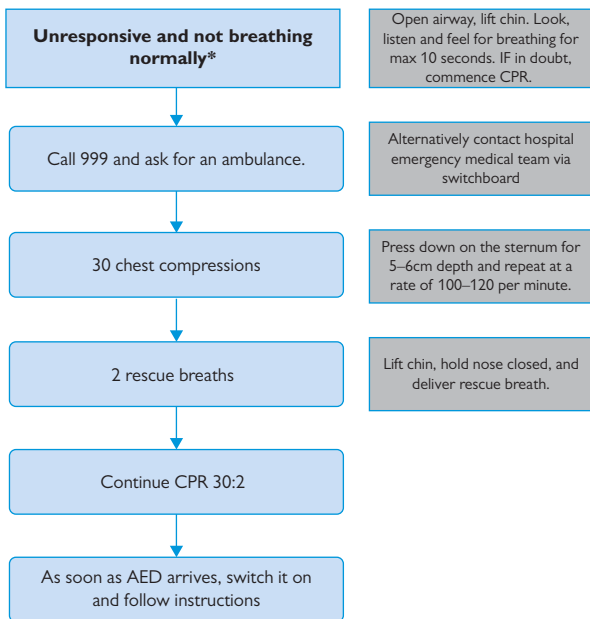 Unresponsive and not breathing
normally*
Open airway, lift chin. Look,
listen and feel for breathing for
max 10 seconds. IF in doubt,
commence CPR.
Call 999 and ask for an ambulance.
Alternatively contact hospital
emergency medical team via
switchboard
30 chest compressions
Press down on the sternum for
5–6cm depth and repeat at a
rate of 100–120 per minute.
2 rescue breaths
Lift chin, hold nose closed, and
deliver rescue breath.
Continue CPR 30:2
As soon as AED arrives, switch it on
and follow instructions